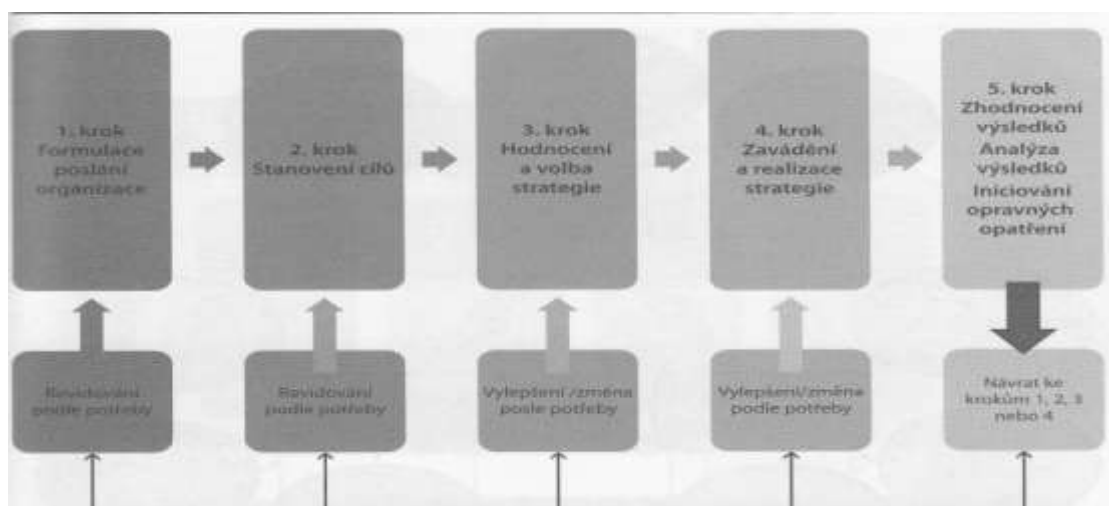 1. krok
Formulace
poslání
organizace
2. krok
Stanovení cílů
3. krok
Hodnocení
a volba
strategie
4. krok
Zavádění
a realizace
strategie
5. krok
Zhodnocení
výsledků
Analýza
výsledků
Iniciování
opravných
opatření
Revidování
podle potřeby
Revidování
podle potřeby
Vylepšení /změna
posle potřeby
Vylepšení/změna
podle potřeby
Návrat ke
krokům 1, 2, 3
nebo 4